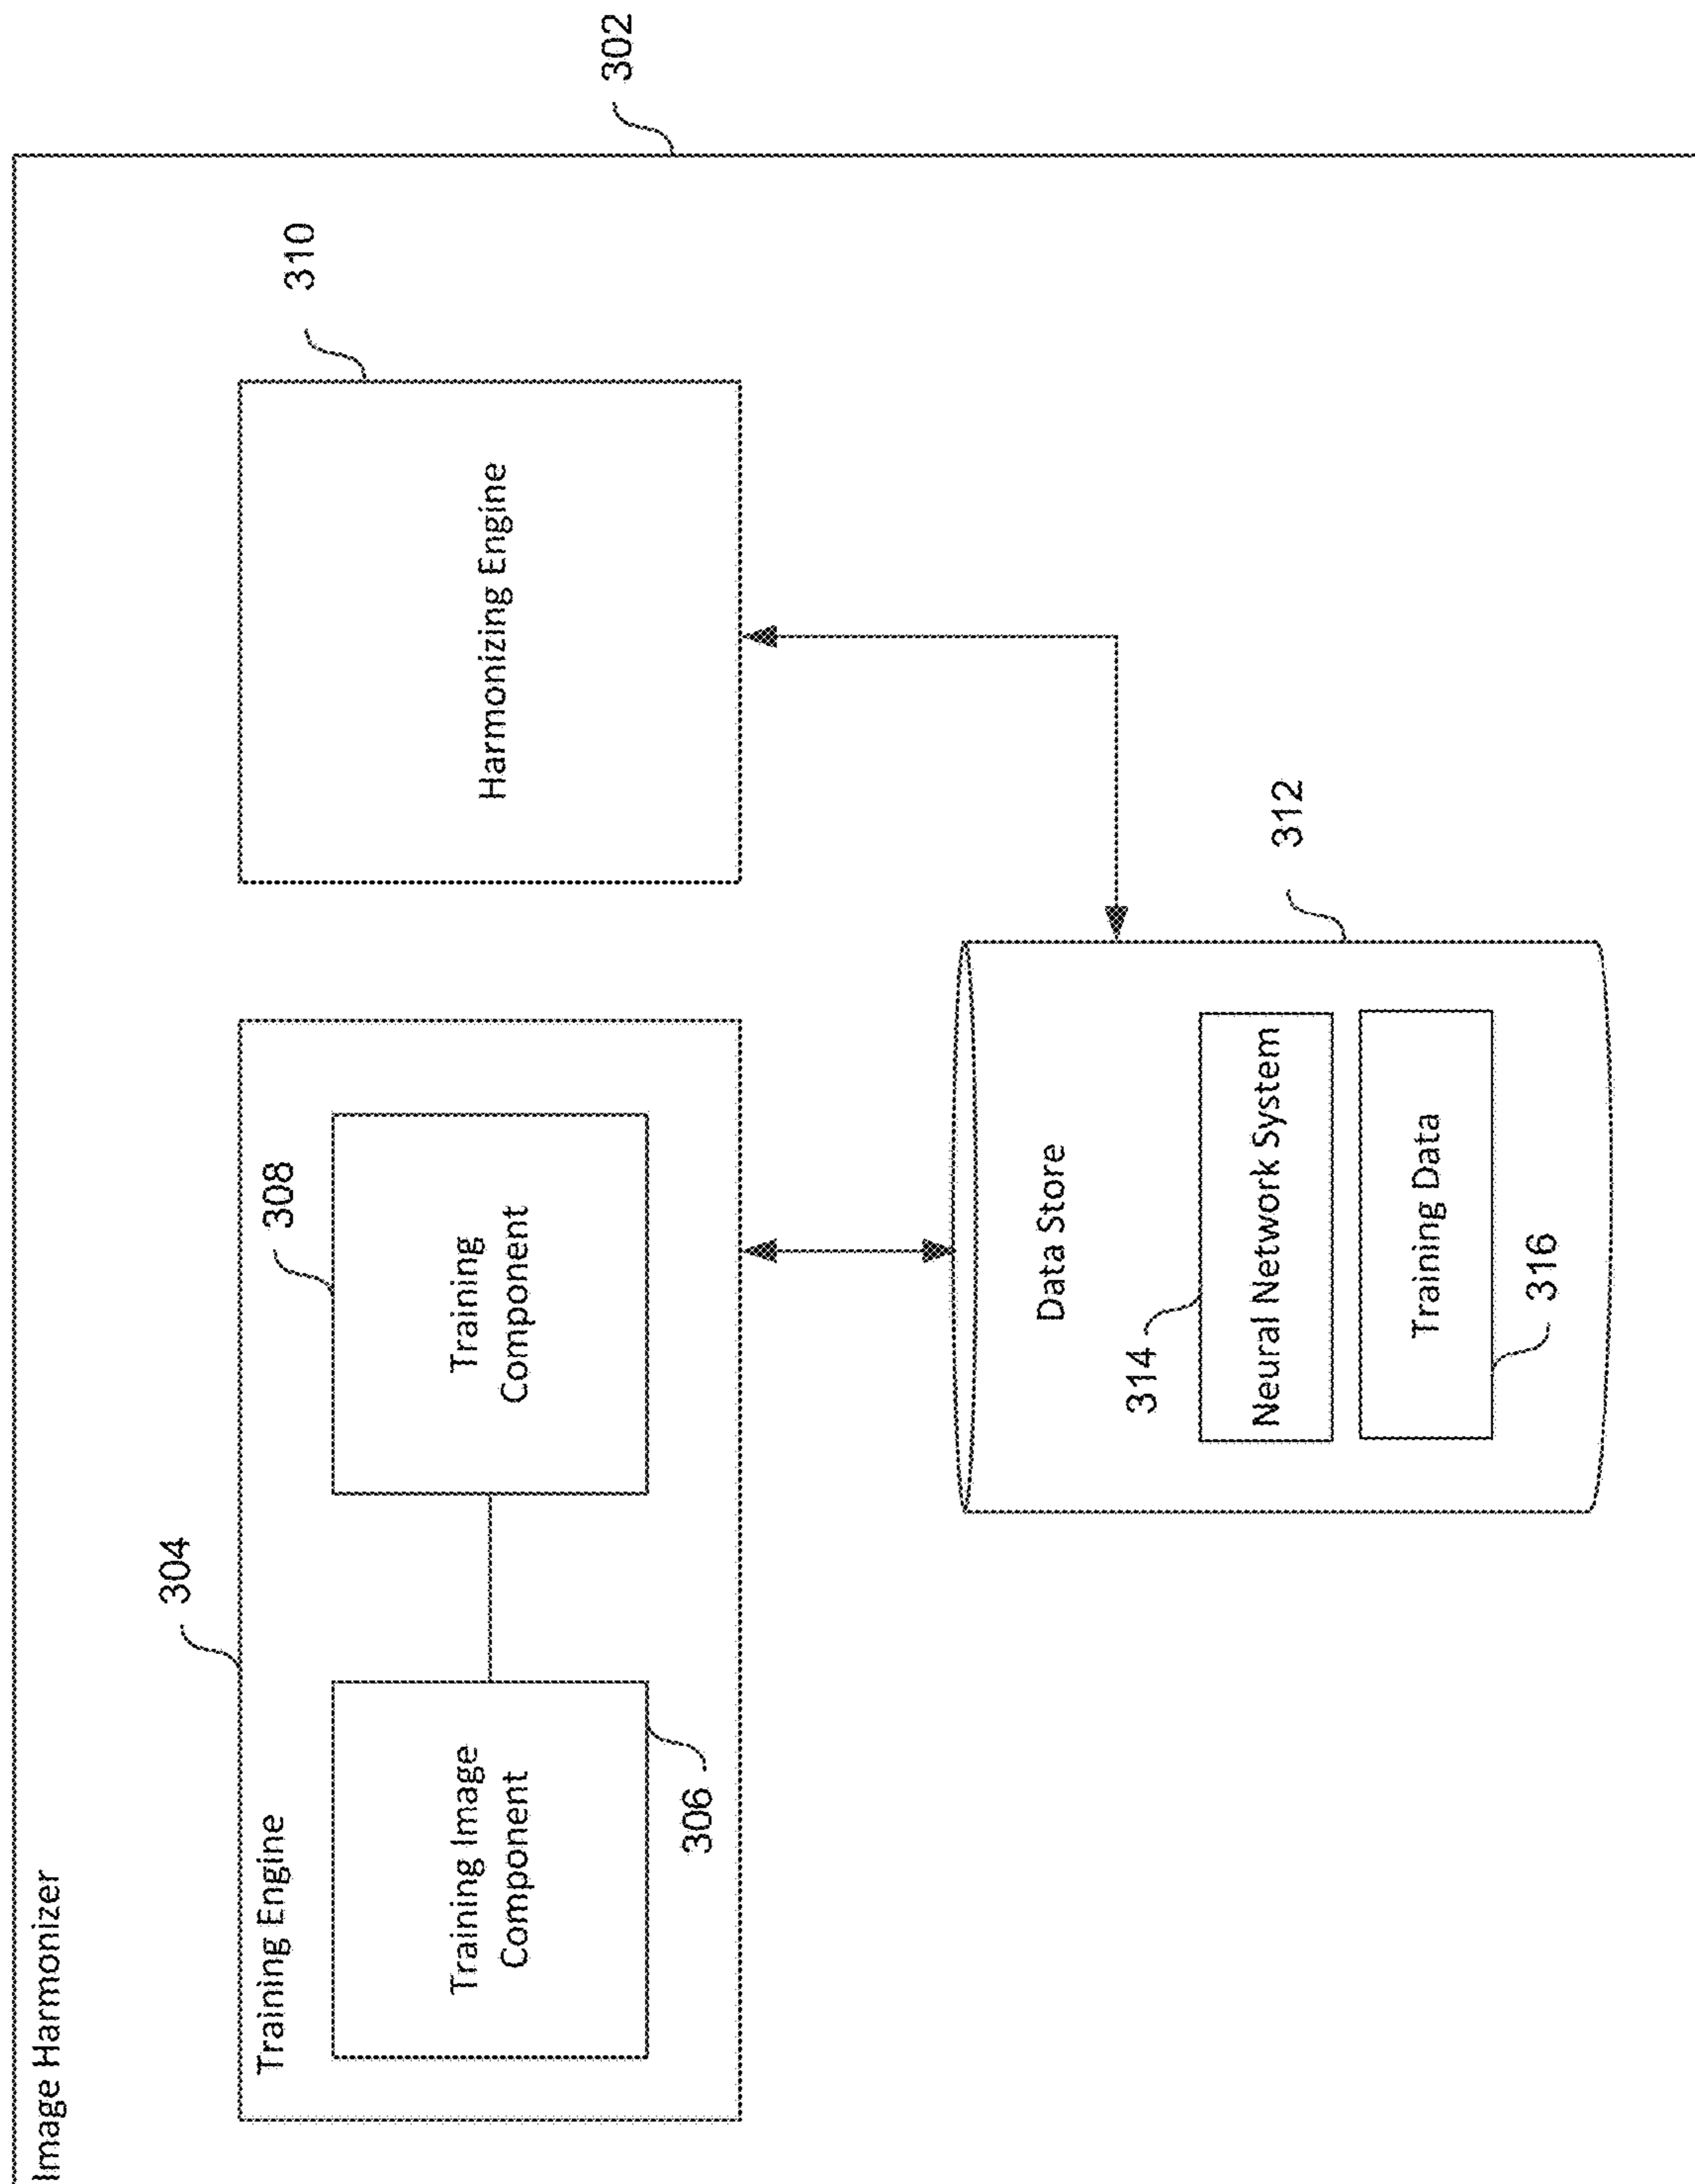 Image Harmonizer
302
304
Training Engine
Training Image
Component
306
308
Training
Component
310
Harmonizing Engine
312
Data Store
314
Neural Network System
Training Data
316